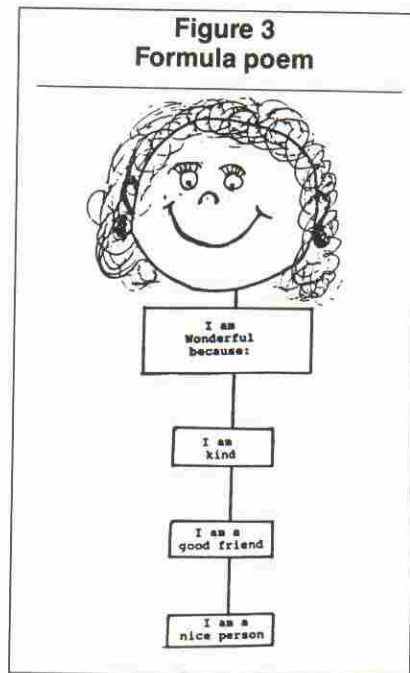 Figure 3
Formula poem
I am
Wonderful
because:
I am
kind
I am a
good friend
I am a
nice person